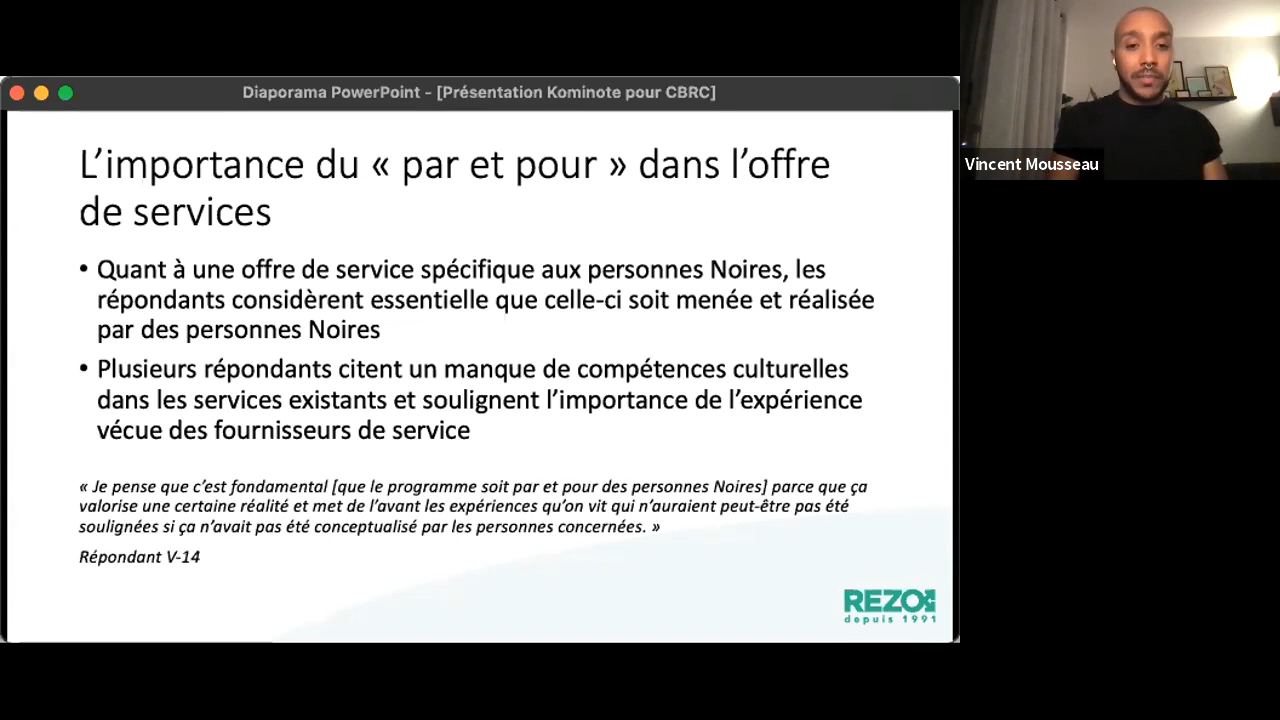 Diaporama PowerPoint - [Présentation Kominote pour CBRC]
L’importance du « par et pour » dans l’offre
de services
• Quant à une offre de service spécifique aux personnes Noires, les
répondants considèrent essentielle que celle-ci soit menée et réalisée
par des personnes Noires
• Plusieurs répondants citent un manque de compétences culturelles
dans les services existants et soulignent l’importance de l’expérience
vécue des fournisseurs de service
« Je pense que c’est fondamental [que le programme soit par et pour des personnes Noires] parce que ça
valorise une certaine réalité et met de l’avant les expériences qu’on vit qui n’auraient peut-être pas été
soulignées si ça n’avait pas été conceptualisé par les personnes concernées. »
Répondant V-14
REZO
depuis 1991
Vincent Mousseau